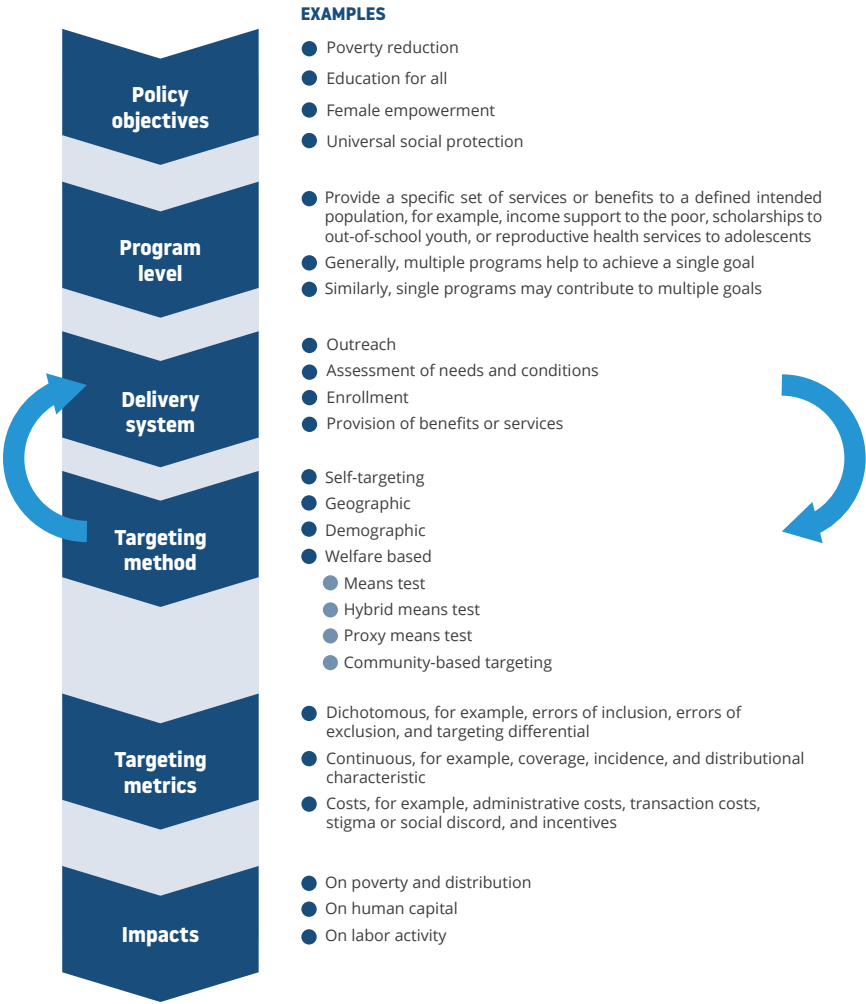 EXAMPLES
Policy
objectives
Poverty reduction
Education for all
Female empowerment
Universal social protection
Program
level
Provide a specific set of services or benefits to a defined intended
population, for example, income support to the poor, scholarships to
out-of-school youth, or reproductive health services to adolescents
Generally, multiple programs help to achieve a single goal
Similarly, single programs may contribute to multiple goals
Delivery
system
Outreach
Assessment of needs and conditions
Enrollment
Provision of benefits or services
Targeting
method
Self-targeting
Geographic
Demographic
Welfare based
Means test
Hybrid means test
Proxy means test
Community-based targeting
Targeting
metrics
Dichotomous, for example, errors of inclusion, errors of
exclusion, and targeting differential
Continuous, for example, coverage, incidence, and distributional
characteristic
Costs, for example, administrative costs, transaction costs,
stigma or social discord, and incentives
Impacts
On poverty and distribution
On human capital
On labor activity